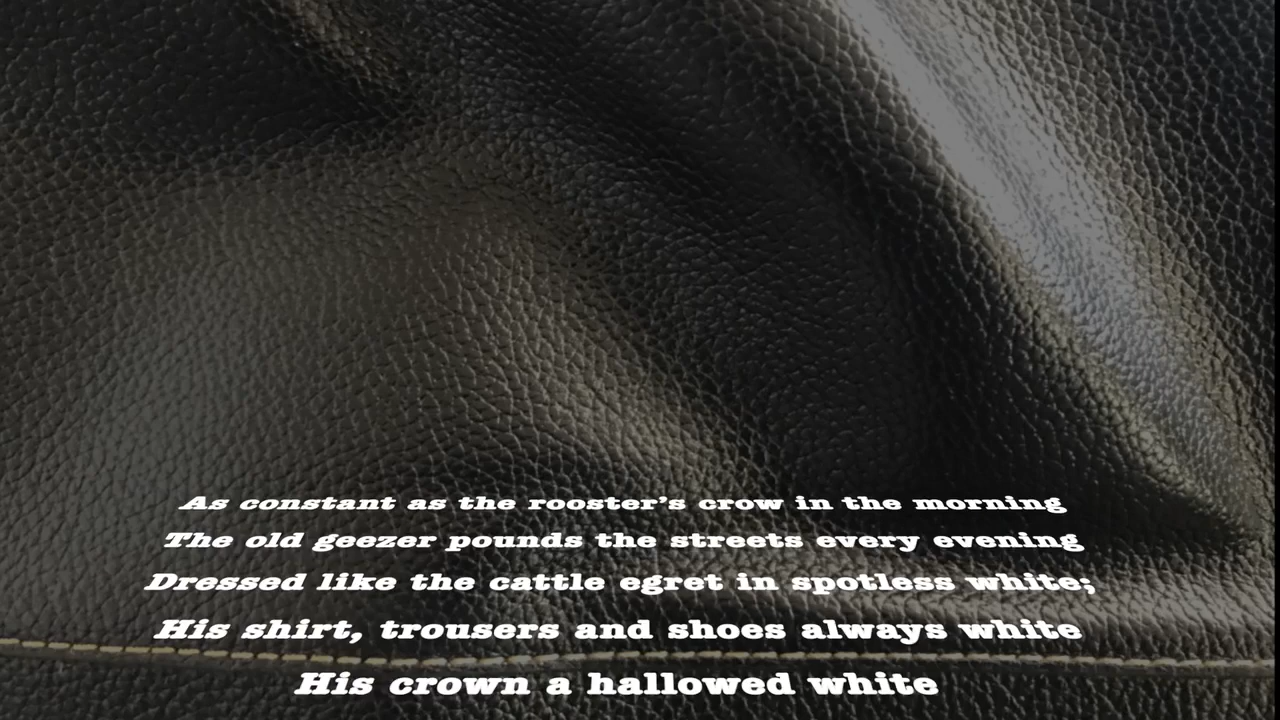 As constant as the rooster’s crow in the morning
The old geezer pounds the streets every evening
Dressed like the cattle egret in spotless white;
His shirt, trousers and shoes always white
His crown a hallowed white